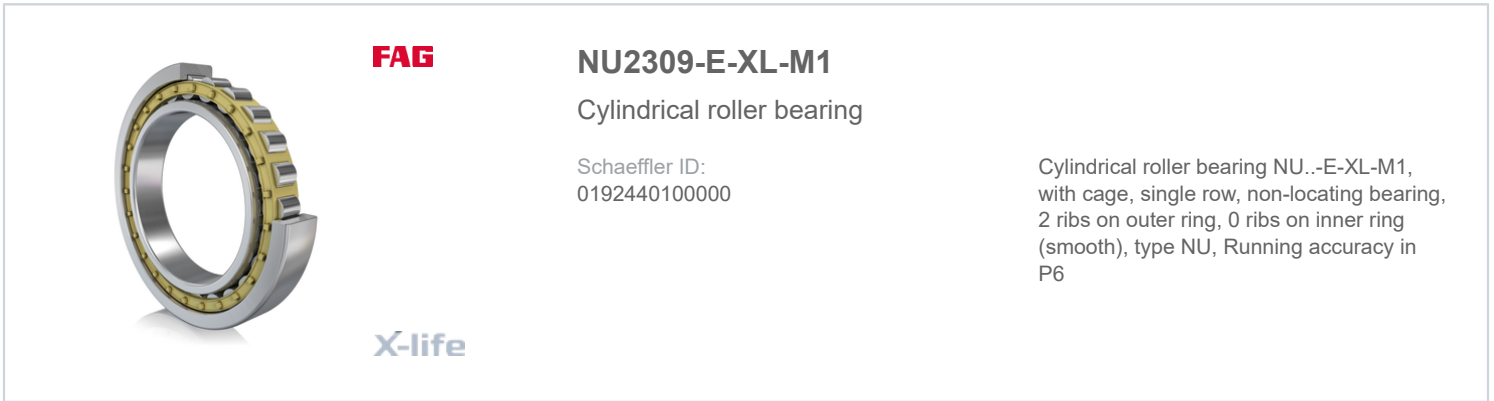 FAG
NU2309-E-XL-M1
Cylindrical roller bearing
Schaeffler ID:
0192440100000
Cylindrical roller bearing NU..-E-XL-M1,
with cage, single row, non-locating bearing,
2 ribs on outer ring, 0 ribs on inner ring
(smooth), type NU, Running accuracy in
P6
X-life